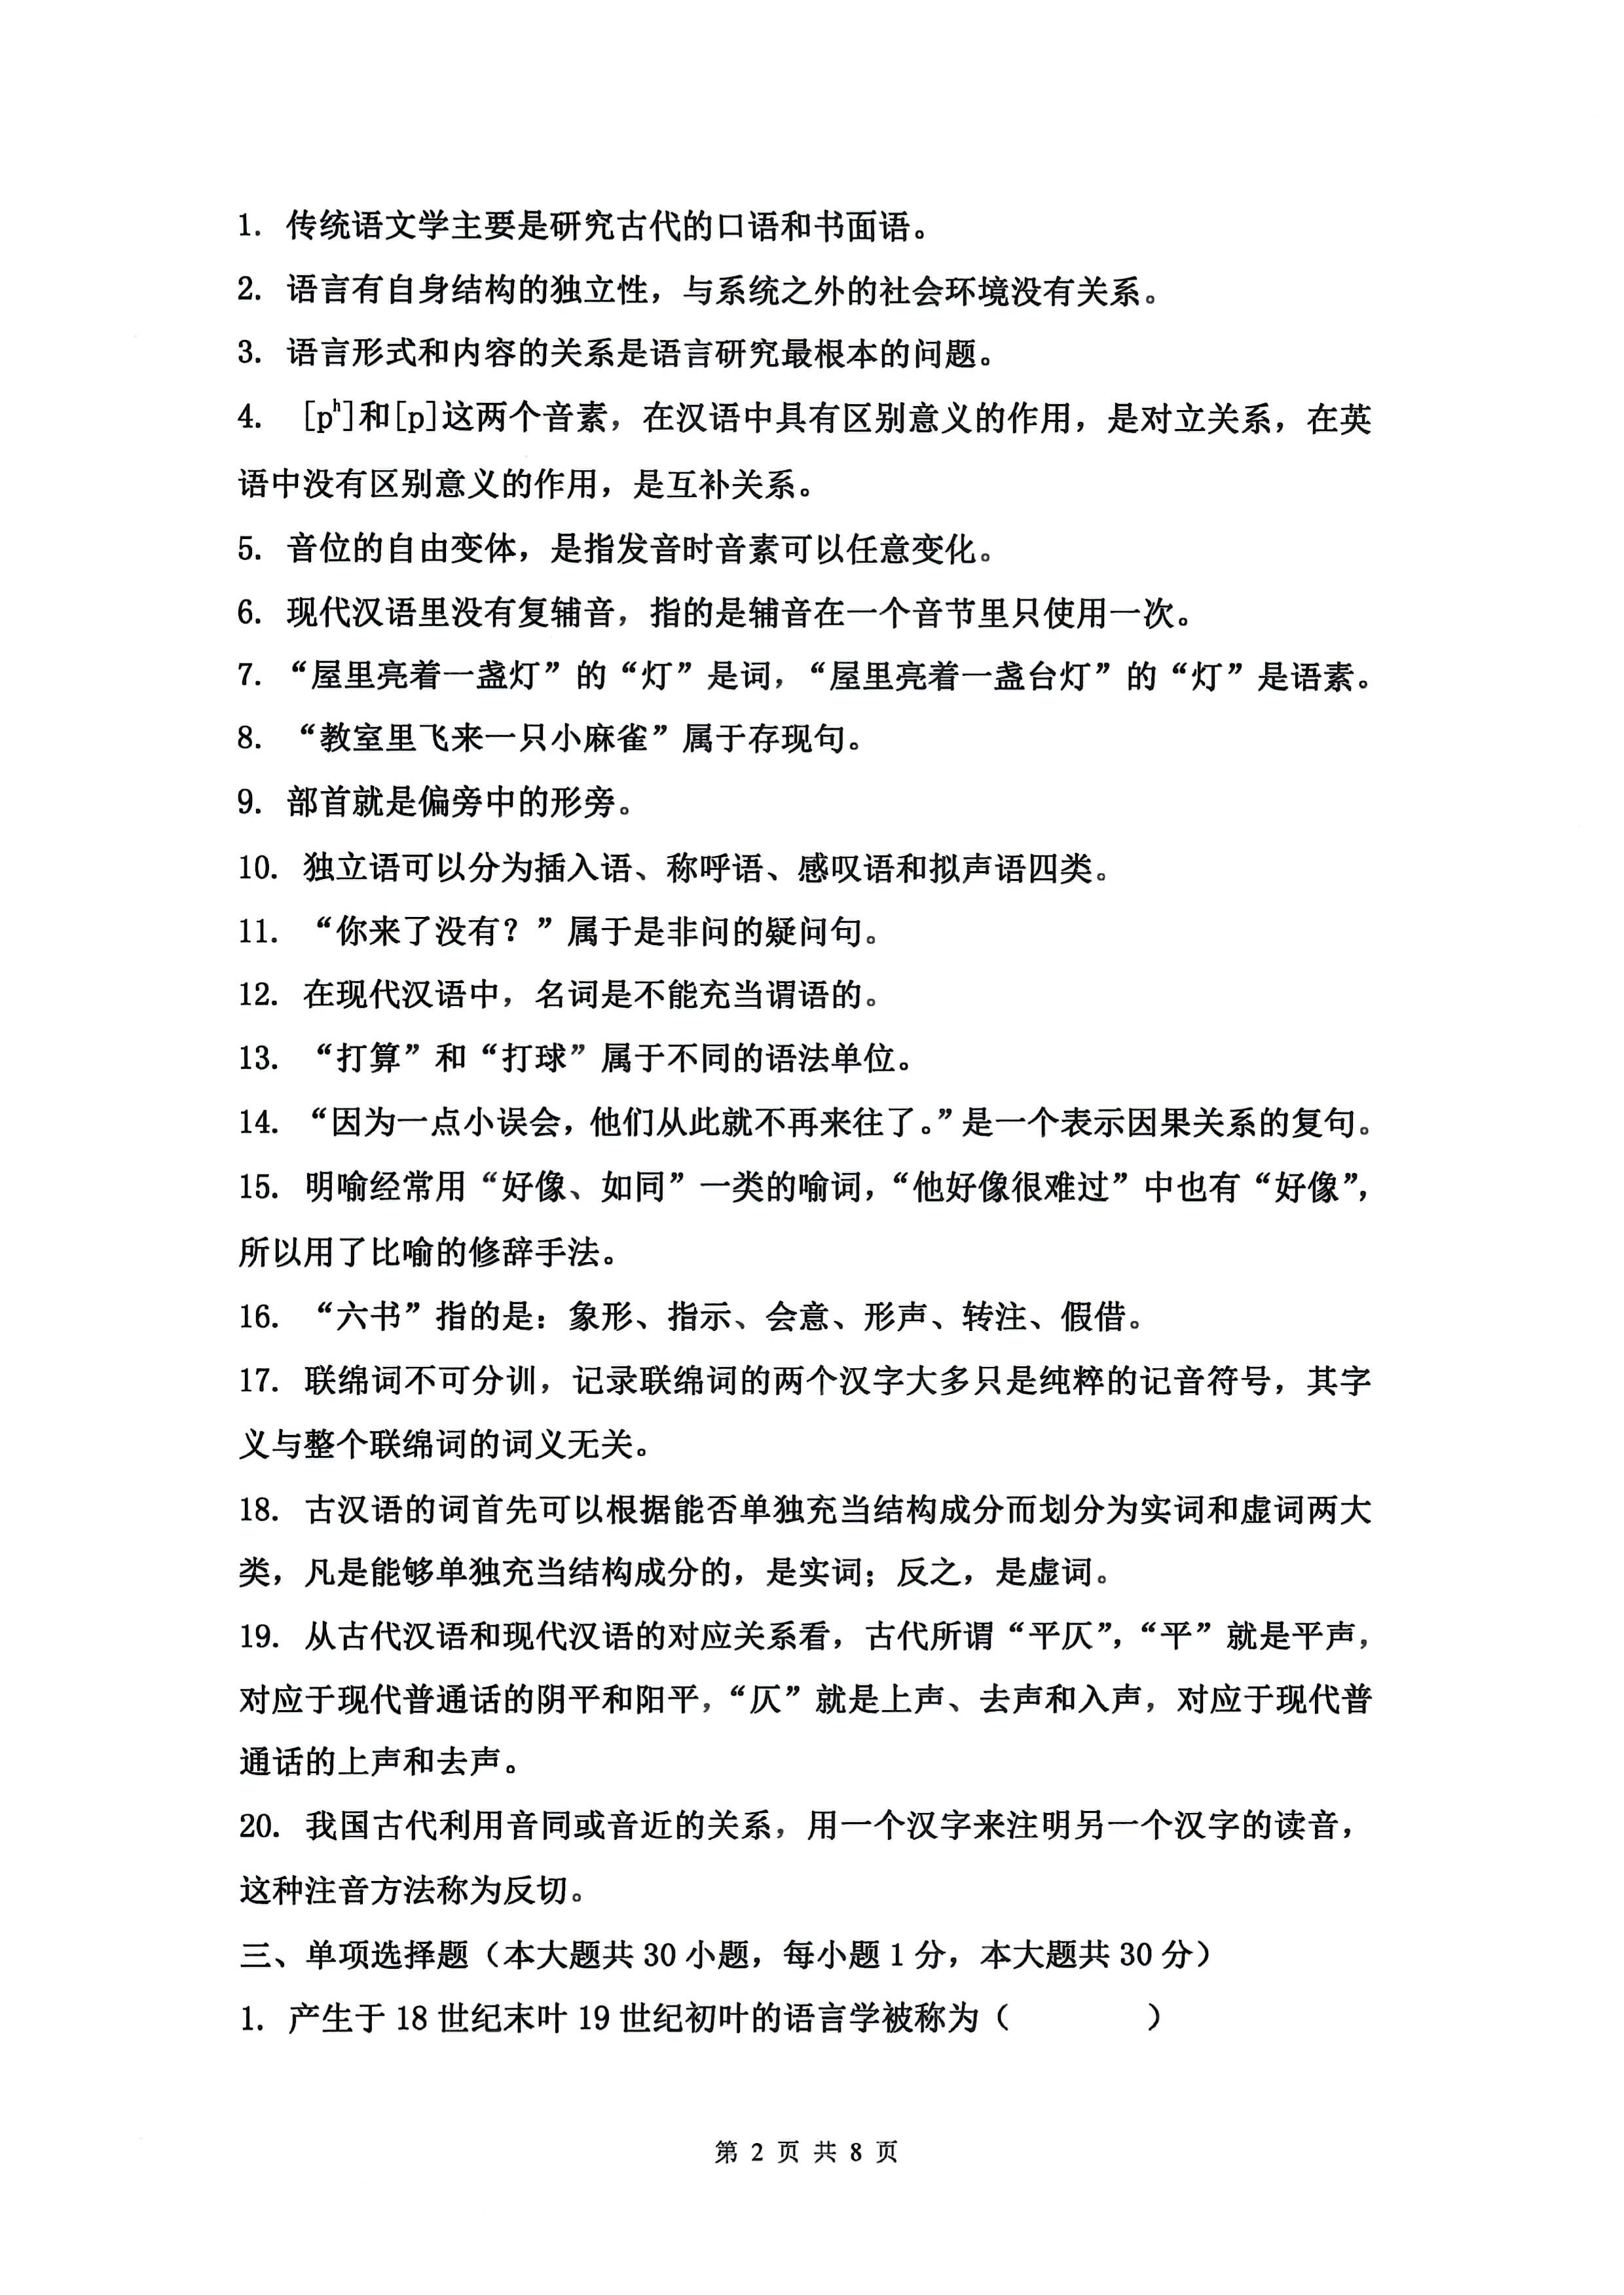 1. 传统语文学主要是研究古代的口语和书面语。
2. 语言有自身结构的独立性，与系统之外的社会环境没有关系。
3. 语言形式和内容的关系是语言研究最根本的问题。
4. [pʰ]和[p]这两个音素，在汉语中具有区别意义的作用，是对立关系，在英
语中没有区别意义的作用，是互补关系。
5. 音位的自由变体，是指发音时音素可以任意变化。
6. 现代汉语里没有复辅音，指的是辅音在一个音节里只使用一次。
7. “屋里亮着一盏灯”的“灯”是词，“屋里亮着一盏台灯”的“灯”是语素。
8. “教室里飞来一只小麻雀”属于存现句。
9. 部首就是偏旁中的形旁。
10. 独立语可以分为插入语、称呼语、感叹语和拟声语四类。
11. “你来了没有？”属于是非问的疑问句。
12. 在现代汉语中，名词是不能充当谓语的。
13. “打算”和“打球”属于不同的语法单位。
14. “因为一点小误会，他们从此就不再来往了。”是一个表示因果关系的复句。
15. 明喻经常用“好像、如同”一类的喻词，“他好像很难过”中也有“好像”，
所以用了比喻的修辞手法。
16. “六书”指的是：象形、指示、会意、形声、转注、假借。
17. 联绵词不可分训，记录联绵词的两个汉字大多只是纯粹的记音符号，其字
义与整个联绵词的词义无关。
18. 古汉语的词首先可以根据能否单独充当结构成分而划分为实词和虚词两大
类，凡是能够单独充当结构成分的，是实词；反之，是虚词。
19. 从古代汉语和现代汉语的对应关系看，古代所谓“平仄”，“平”就是平声，
对应于现代普通话的阴平和阳平，“仄”就是上声、去声和入声，对应于现代普
通话的上声和去声。
20. 我国古代利用音同或音近的关系，用一个汉字来注明另一个汉字的读音，
这种注音方法称为反切。
三、单项选择题（本大题共 30 小题，每小题 1 分，本大题共 30 分）
1. 产生于 18 世纪末叶 19 世纪初叶的语言学被称为（ ）
第 2 页 共 8 页